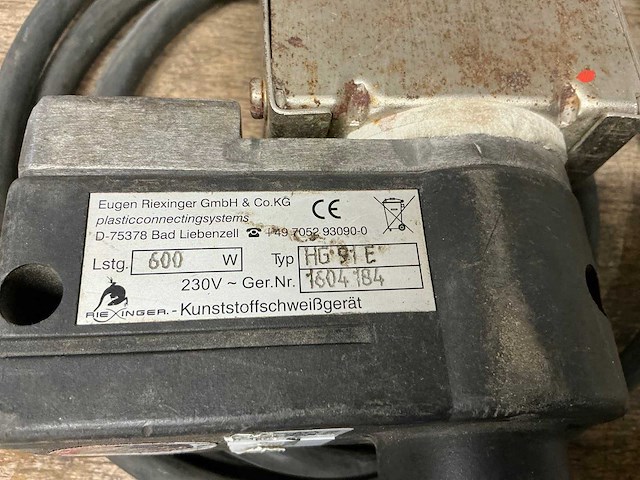 Eugen Riexinger GmbH & Co.KG
plasticconnectingsystems
D-75378 Bad Liebenzell ☎ +49 7052 93090-0
CE
Lstg. 600 W Typ HG 91 E
230V ~ Ger.Nr. 1604184
RIEXINGER.-Kunststoffschweißgerät